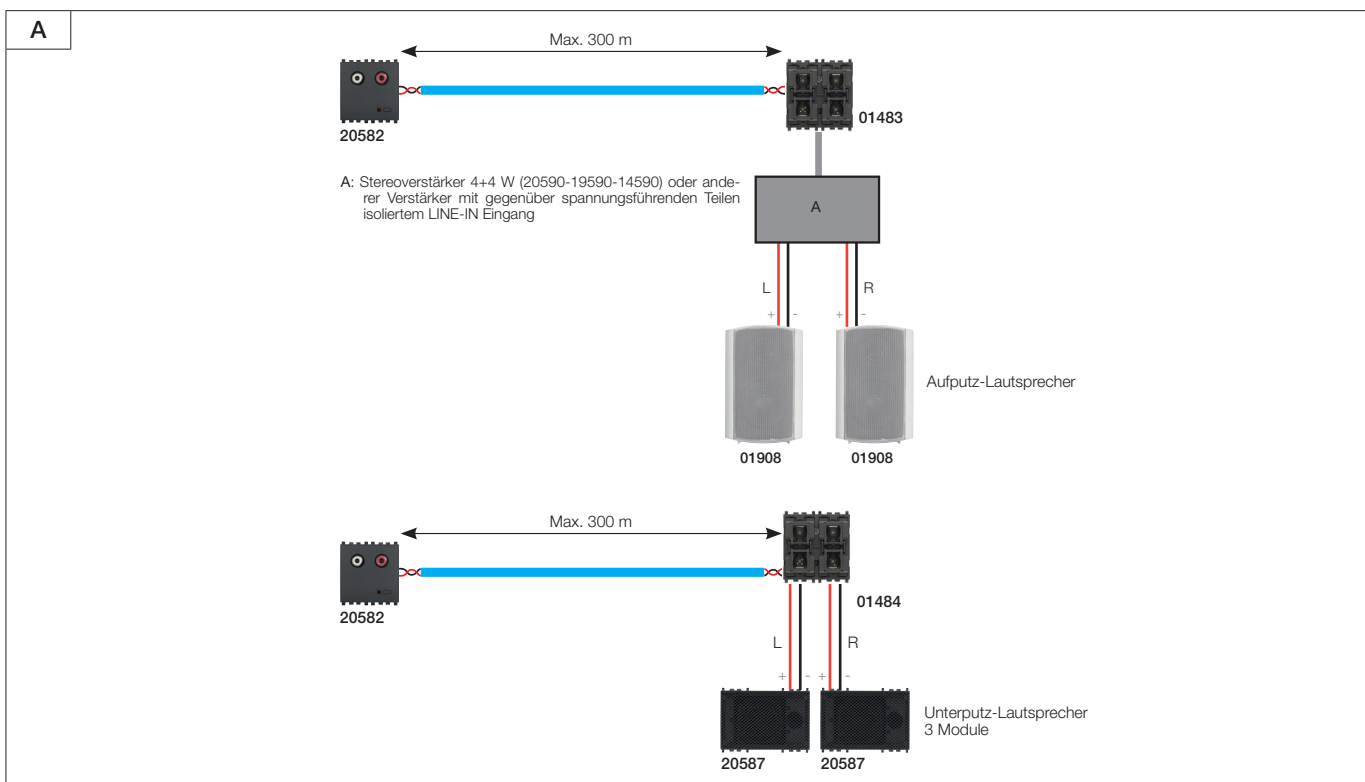 A
Max. 300 m
20582
01483
A: Stereoverstärker 4+4 W (20590-19590-14590) oder ande-
rer Verstärker mit gegenüber spannungsführenden Teilen
isoliertem LINE-IN Eingang
A
L
R
+ - + -
Aufputz-Lautsprecher
01908 01908
Max. 300 m
20582
01484
L
R
+ - + -
Unterputz-Lautsprecher
3 Module
20587 20587